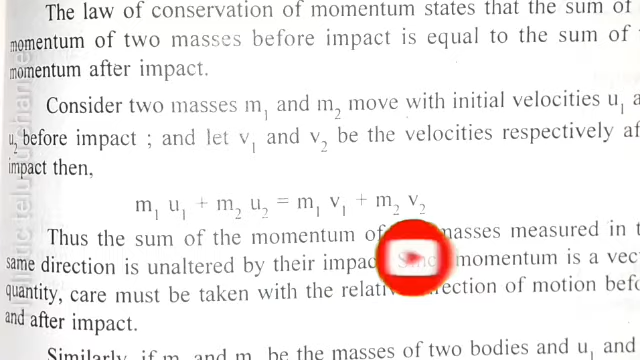 The law of conservation of momentum states that the sum of
momentum of two masses before impact is equal to the sum of
momentum after impact.
Consider two masses m₁ and m₂ move with initial velocities u₁
u₂ before impact ; and let v₁ and v₂ be the velocities respectively af
impact then,
m₁ u₁ + m₂ u₂ = m₁ v₁ + m₂ v₂
Thus the sum of the momentum of masses measured in
same direction is unaltered by their impac momentum is a vec
quantity, care must be taken with the relati rection of motion befo
and after impact.
Similarly, if m and m be the masses of two bodies and u₁ and